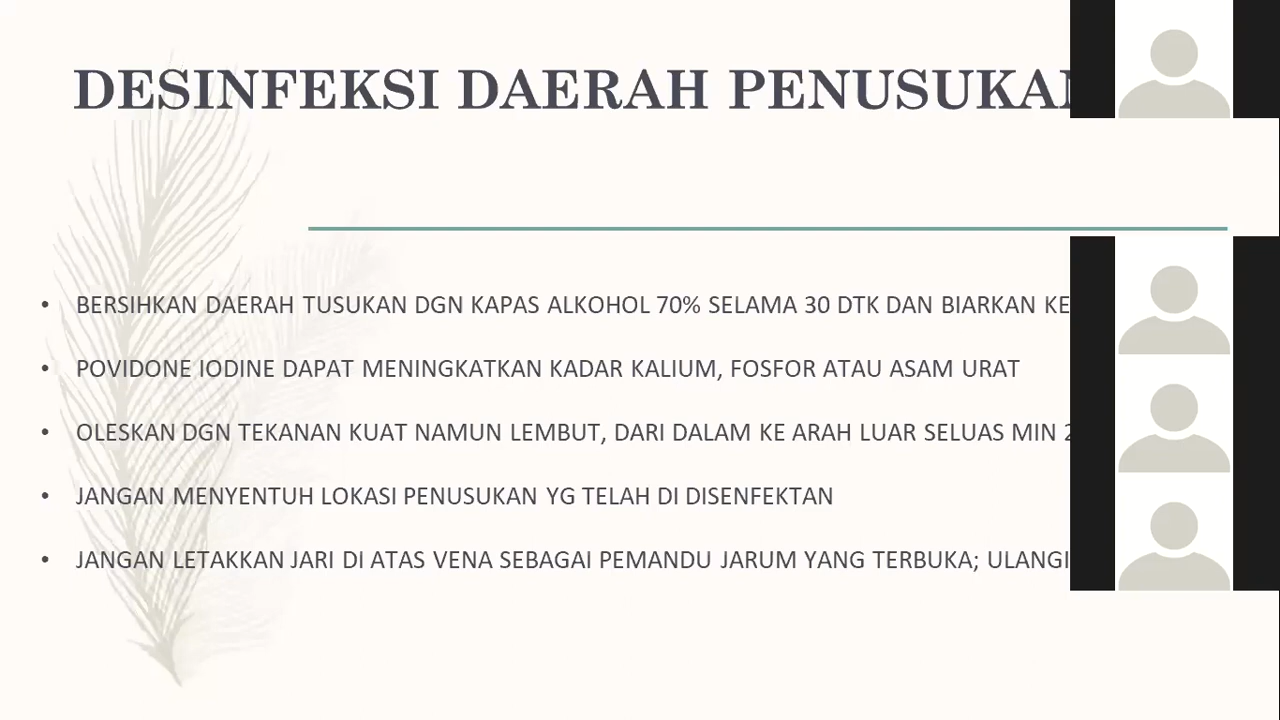 DESINFEKSI DAERAH PENUSUKAN
• BERSIHKAN DAERAH TUSUKAN DGN KAPAS ALKOHOL 70% SELAMA 30 DTK DAN BIARKAN
• POVIDONE IODINE DAPAT MENINGKATKAN KADAR KALIUM, FOSFOR ATAU ASAM URAT
• OLESKAN DGN TEKANAN KUAT NAMUN LEMBUT, DARI DALAM KE ARAH LUAR SELUAS MIN
• JANGAN MENYENTUH LOKASI PENUSUKAN YG TELAH DI DISENFEKTAN
• JANGAN LETAKKAN JARI DI ATAS VENA SEBAGAI PEMANDU JARUM YANG TERBUKA; ULANGI